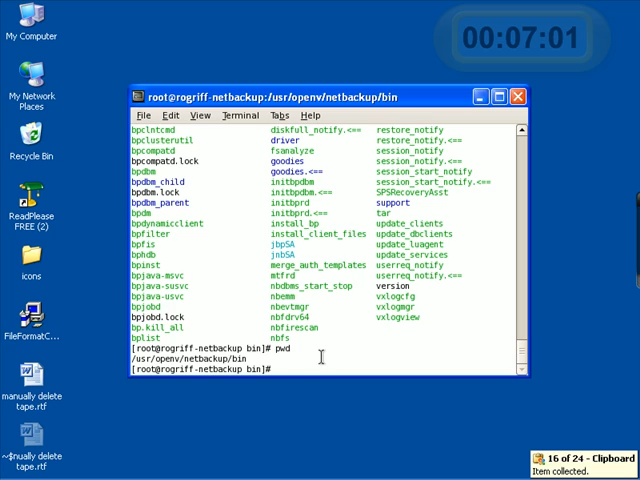 My Computer
My Network
Places
Recycle Bin
ReadPlease
FREE (2)
icons
FileFormatC...
manually delete
tape.rtf
~$nually delete
tape.rtf
00:07:01
root@rogriff-netbackup:/usr/openv/netbackup/bin
File Edit View Terminal Tabs Help
bpclntcmd diskfull_notify.<== restore_notify
bpclusterutil driver restore_notify.<==
bpcompatd fsanalyze session_notify
bpcompatd.lock goodies session_notify.<==
bpdbm goodies.<== session_start_notify
bpdbm_child initbpdbm session_start_notify.<==
bpdbm.lock initbpdbm.<== SPSRecoveryAsst
bpdbm_parent initbprd support
bpdm initbprd.<== tar
bpdynamicclient install_bp update_clients
bpfilter install_client_files update_dbclients
bpfis jbpSA update_luagent
bphdb jnbSA update_services
bpinst merge_auth_templates userreq_notify
bpjava-msvc mtfrd userreq_notify.<==
bpjava-susvc nbdbms_start_stop version
bpjava-usvc nbemm vxlogcfg
bpjobd nbevtmgr vxlogmgr
bpjobd.lock nbfdrv64 vxlogview
bp.kill_all nbfirescan
bplist nbfs
[root@rogriff-netbackup bin]# pwd
/usr/openv/netbackup/bin
[root@rogriff-netbackup bin]#
16 of 24 - Clipboard
Item collected.